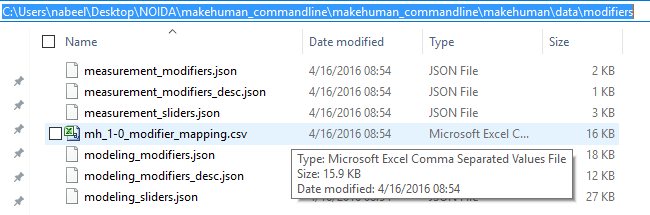 C:\Users\nabeel\Desktop\NOIDA\makehuman_commandline\makehuman\data\modifiers
Name Date modified Type Size
measurement_modifiers.json 4/16/2016 08:54 JSON File 2 KB
measurement_modifiers_desc.json 4/16/2016 08:54 JSON File 1 KB
measurement_sliders.json 4/16/2016 08:54 JSON File 3 KB
mh_1-0_modifier_mapping.csv 4/16/2016 08:54 Microsoft Excel C... 16 KB
modeling_modifiers.json 18 KB
modeling_modifiers_desc.json 12 KB
modeling_sliders.json 27 KB
Type: Microsoft Excel Comma Separated Values File
Size: 15.9 KB
Date modified: 4/16/2016 08:54